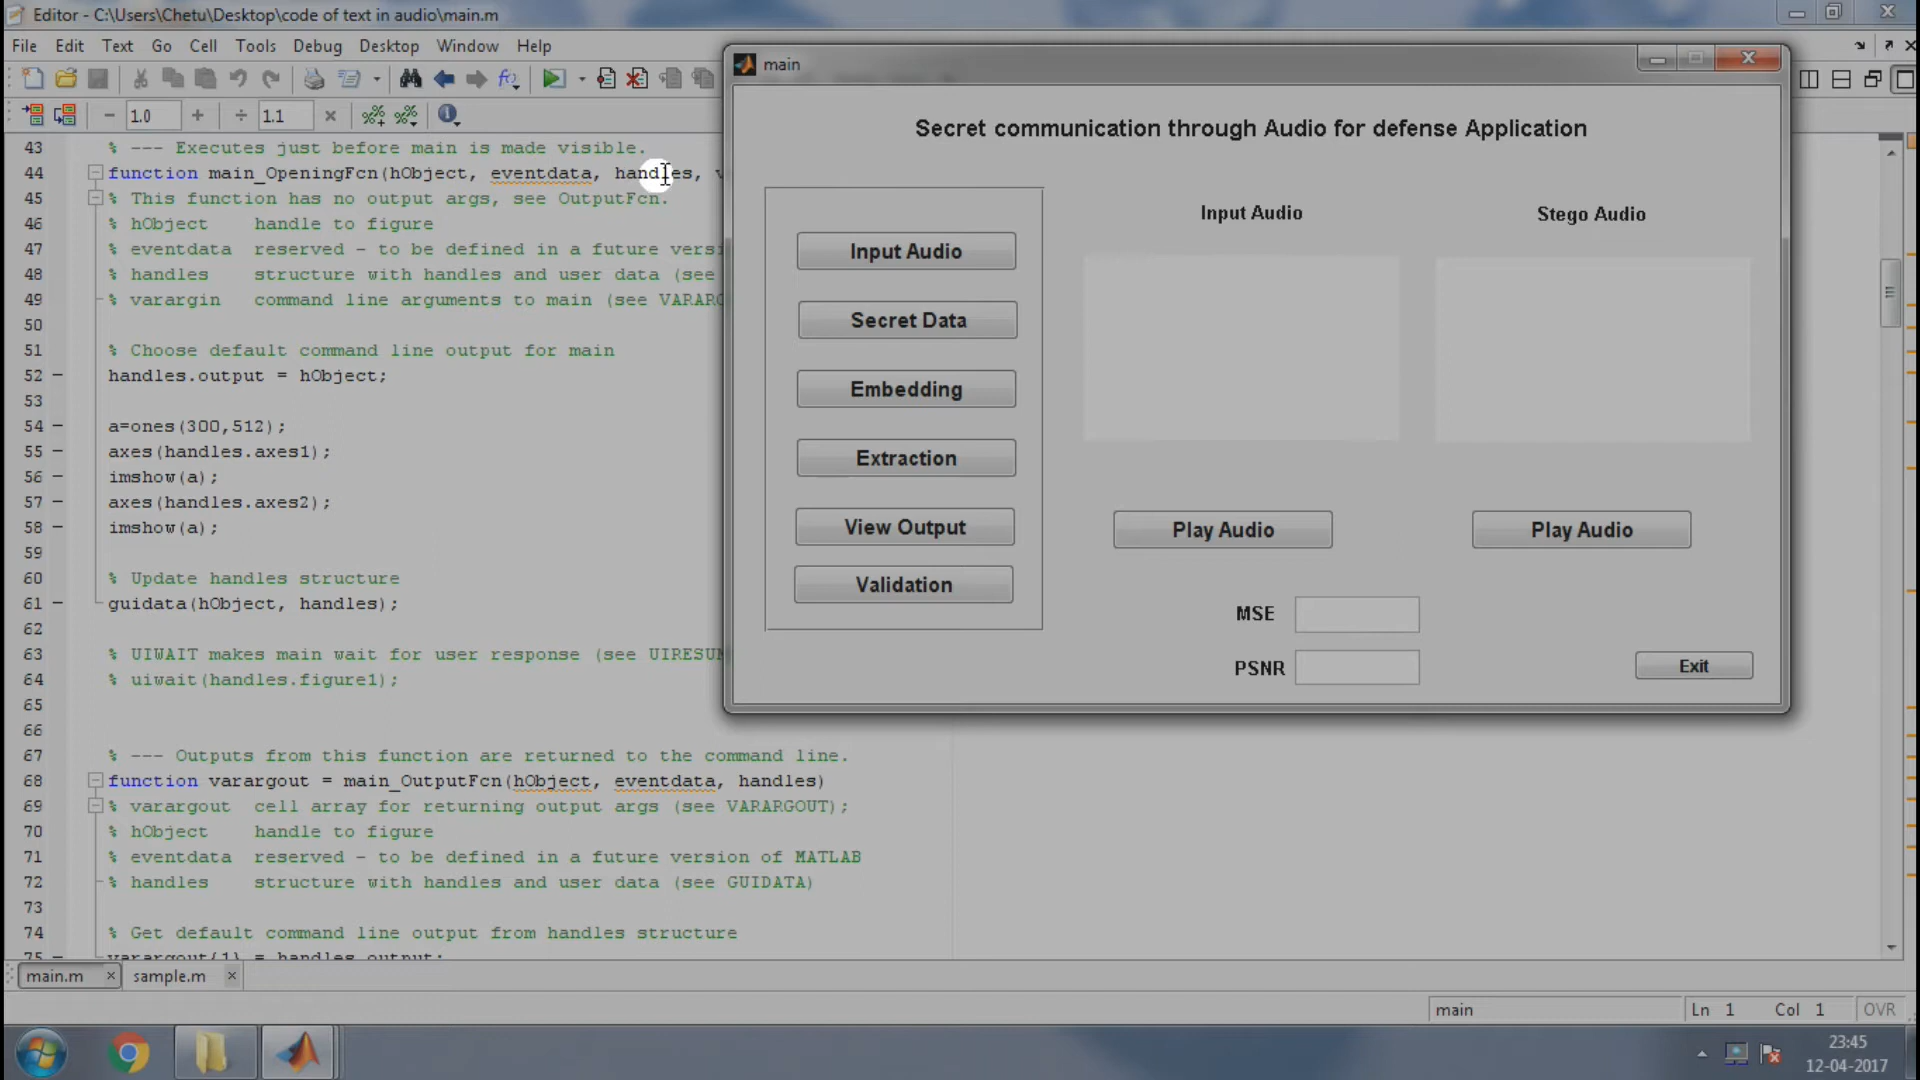 Editor - C:\Users\Chetu\Desktop\code of text in audio\main.m
File Edit Text Go Cell Tools Debug Desktop Window Help
1.0
1.1
43 % --- Executes just before main is made visible.
44 function main_OpeningFcn(hObject, eventdata, handles, v
45 % This function has no output args, see OutputFcn.
46 % hObject    handle to figure
47 % eventdata  reserved - to be defined in a future versi
48 % handles    structure with handles and user data (see
49 % varargin   command line arguments to main (see VARARG
50
51 % Choose default command line output for main
52 handles.output = hObject;
53
54 a=ones(300,512);
55 axes(handles.axes1);
56 imshow(a);
57 axes(handles.axes2);
58 imshow(a);
59
60 % Update handles structure
61 guidata(hObject, handles);
62
63 % UIWAIT makes main wait for user response (see UIRESUM
64 % uiwait(handles.figure1);
65
66
67 % --- Outputs from this function are returned to the command line.
68 function varargout = main_OutputFcn(hObject, eventdata, handles)
69 % varargout  cell array for returning output args (see VARARGOUT);
70 % hObject    handle to figure
71 % eventdata  reserved - to be defined in a future version of MATLAB
72 % handles    structure with handles and user data (see GUIDATA)
73
74 % Get default command line output from handles structure
75 varargout{1} = handles.output;
main
Secret communication through Audio for defense Application
Input Audio
Secret Data
Embedding
Extraction
View Output
Validation
Input Audio
Stego Audio
Play Audio
Play Audio
MSE
PSNR
Exit
main.m
sample.m
main
Ln 1 Col 1 OVR
23:45
12-04-2017